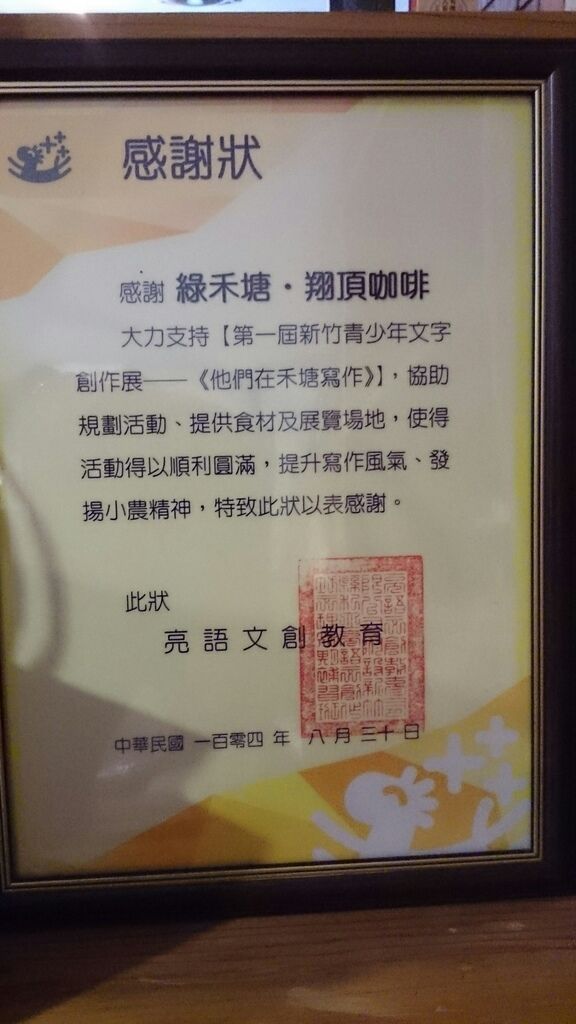 感謝狀
感謝 綠禾塘・翔頂咖啡
大力支持【第一屆新竹青少年文字
創作展——《他們在禾塘寫作》】，協助
規劃活動、提供食材及展覽場地，使得
活動得以順利圓滿，提升寫作風氣、發
揚小農精神，特致此狀以表感謝。
此狀
亮語文創教育
中華民國 一百零四 年 八月三十日